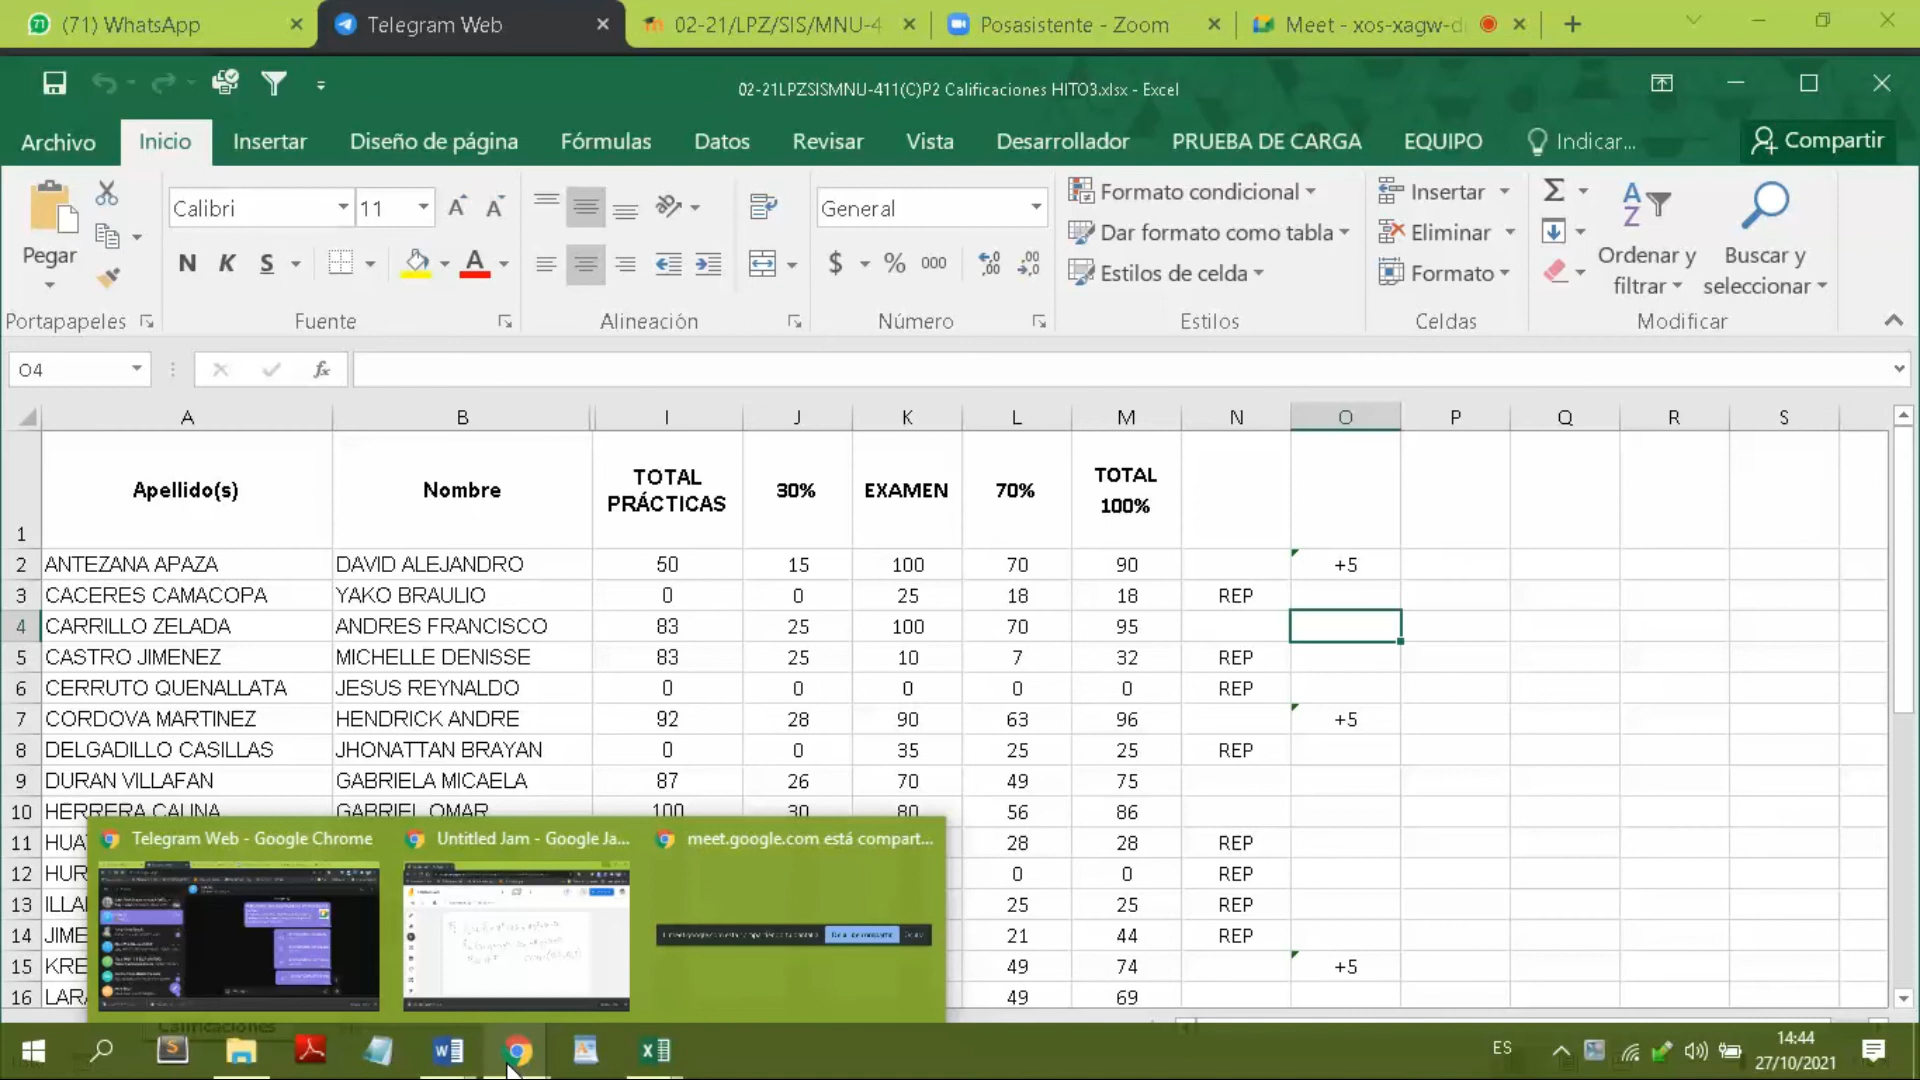 (71) WhatsApp
Telegram Web
02-21/LPZ/SIS/MNU-4
Posasistente - Zoom
Meet - xos-xagw-d
02-21LPZSISMNU-411(C)P2 Calificaciones HITO3.xlsx - Excel
Archivo Inicio Insertar Diseño de página Fórmulas Datos Revisar Vista Desarrollador PRUEBA DE CARGA EQUIPO Indicar... Compartir
Calibri 11 General
Formato condicional Insertar
Dar formato como tabla Eliminar
Pegar N K S A $ % 000 Estilos de celda Formato
Ordenar y filtrar
Buscar y seleccionar
Portapapeles Fuente Alineación Número Estilos Celdas Modificar
O4 fx
A B I J K L M N O P Q R S
1 Apellido(s) Nombre TOTAL PRÁCTICAS 30% EXAMEN 70% TOTAL 100%
2 ANTEZANA APAZA DAVID ALEJANDRO 50 15 100 70 90 +5
3 CACERES CAMACOPA YAKO BRAULIO 0 0 25 18 18 REP
4 CARRILLO ZELADA ANDRES FRANCISCO 83 25 100 70 95
5 CASTRO JIMENEZ MICHELLE DENISSE 83 25 10 7 32 REP
6 CERRUTO QUENALLATA JESUS REYNALDO 0 0 0 0 0 REP
7 CORDOVA MARTINEZ HENDRICK ANDRE 92 28 90 63 96 +5
8 DELGADILLO CASILLAS JHONATTAN BRAYAN 0 0 35 25 25 REP
9 DURAN VILLAFAN GABRIELA MICAELA 87 26 70 49 75
10 HERRERA CALINA GABRIEL OMAR 100 30 80 56 86
11 HUA 28 28 REP
12 HUR 0 0 REP
13 ILLA 25 25 REP
14 JIME 21 44 REP
15 KRE 49 74 +5
16 LARA 49 69
Telegram Web - Google Chrome
Untitled Jam - Google Ja...
meet.google.com está compart...
Calificaciones
ES
14:44
27/10/2021